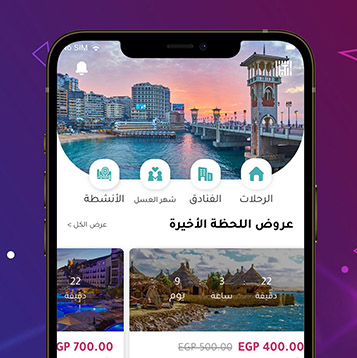 No SIM
الرحلات
الفنادق
شهر العسل
الأنشطة
عروض اللحظة الأخيرة
عرض الكل >
22 : 3 : 9
دقيقة ساعه يوم
EGP 400.00 EGP 500.00
22
دقيقة
EGP 700.00